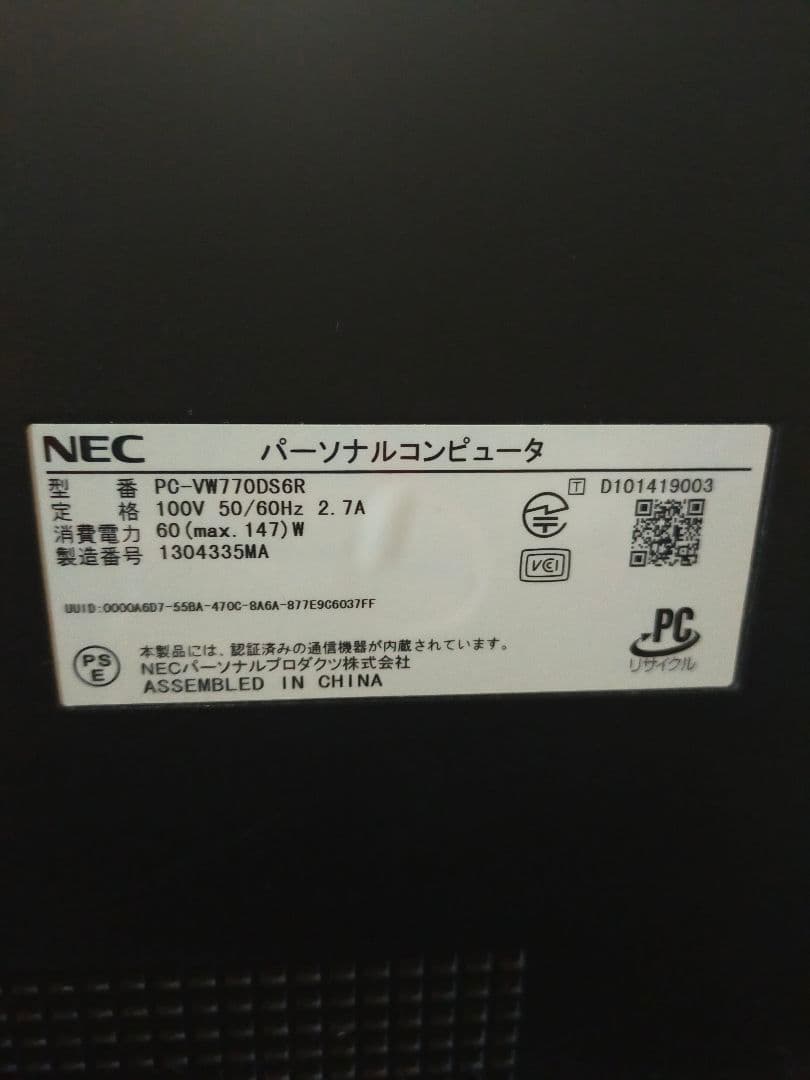 NEC パーソナルコンピュータ
型 番 PC-VW770DS6R
定 格 100V 50/60Hz 2.7A
消費電力 60(max.147)W
製造番号 1304335MA
T D101419003
VCI
UUID:0000A6D7-55BA-470C-8A6A-877E9C6037FF
PS
E
本製品には、認証済みの通信機器が内蔵されています。
NECパーソナルプロダクツ株式会社
ASSEMBLED IN CHINA
PC
リサイクル